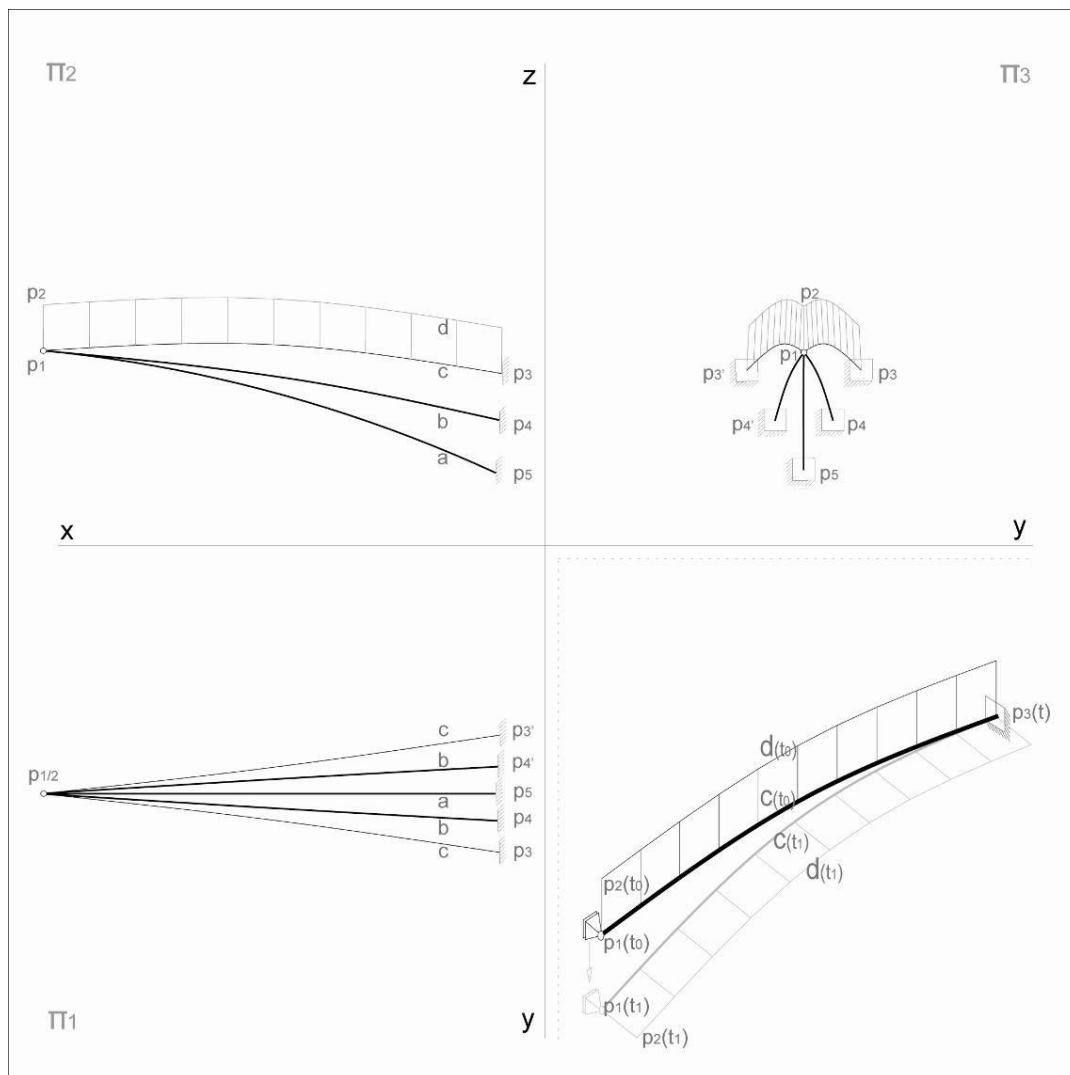 π2 z π3
p2 p2
d
p1 c p3 p3' p1 p3
b p4 p4' p4
a p5 p5
x y
c p3'
b p4'
p1/2 a p5
b p4
c p3
p3(t)
d(t0)
c(t0)
c(t1)
d(t1)
p2(t0)
p1(t0)
p1(t1)
π1 y p2(t1)